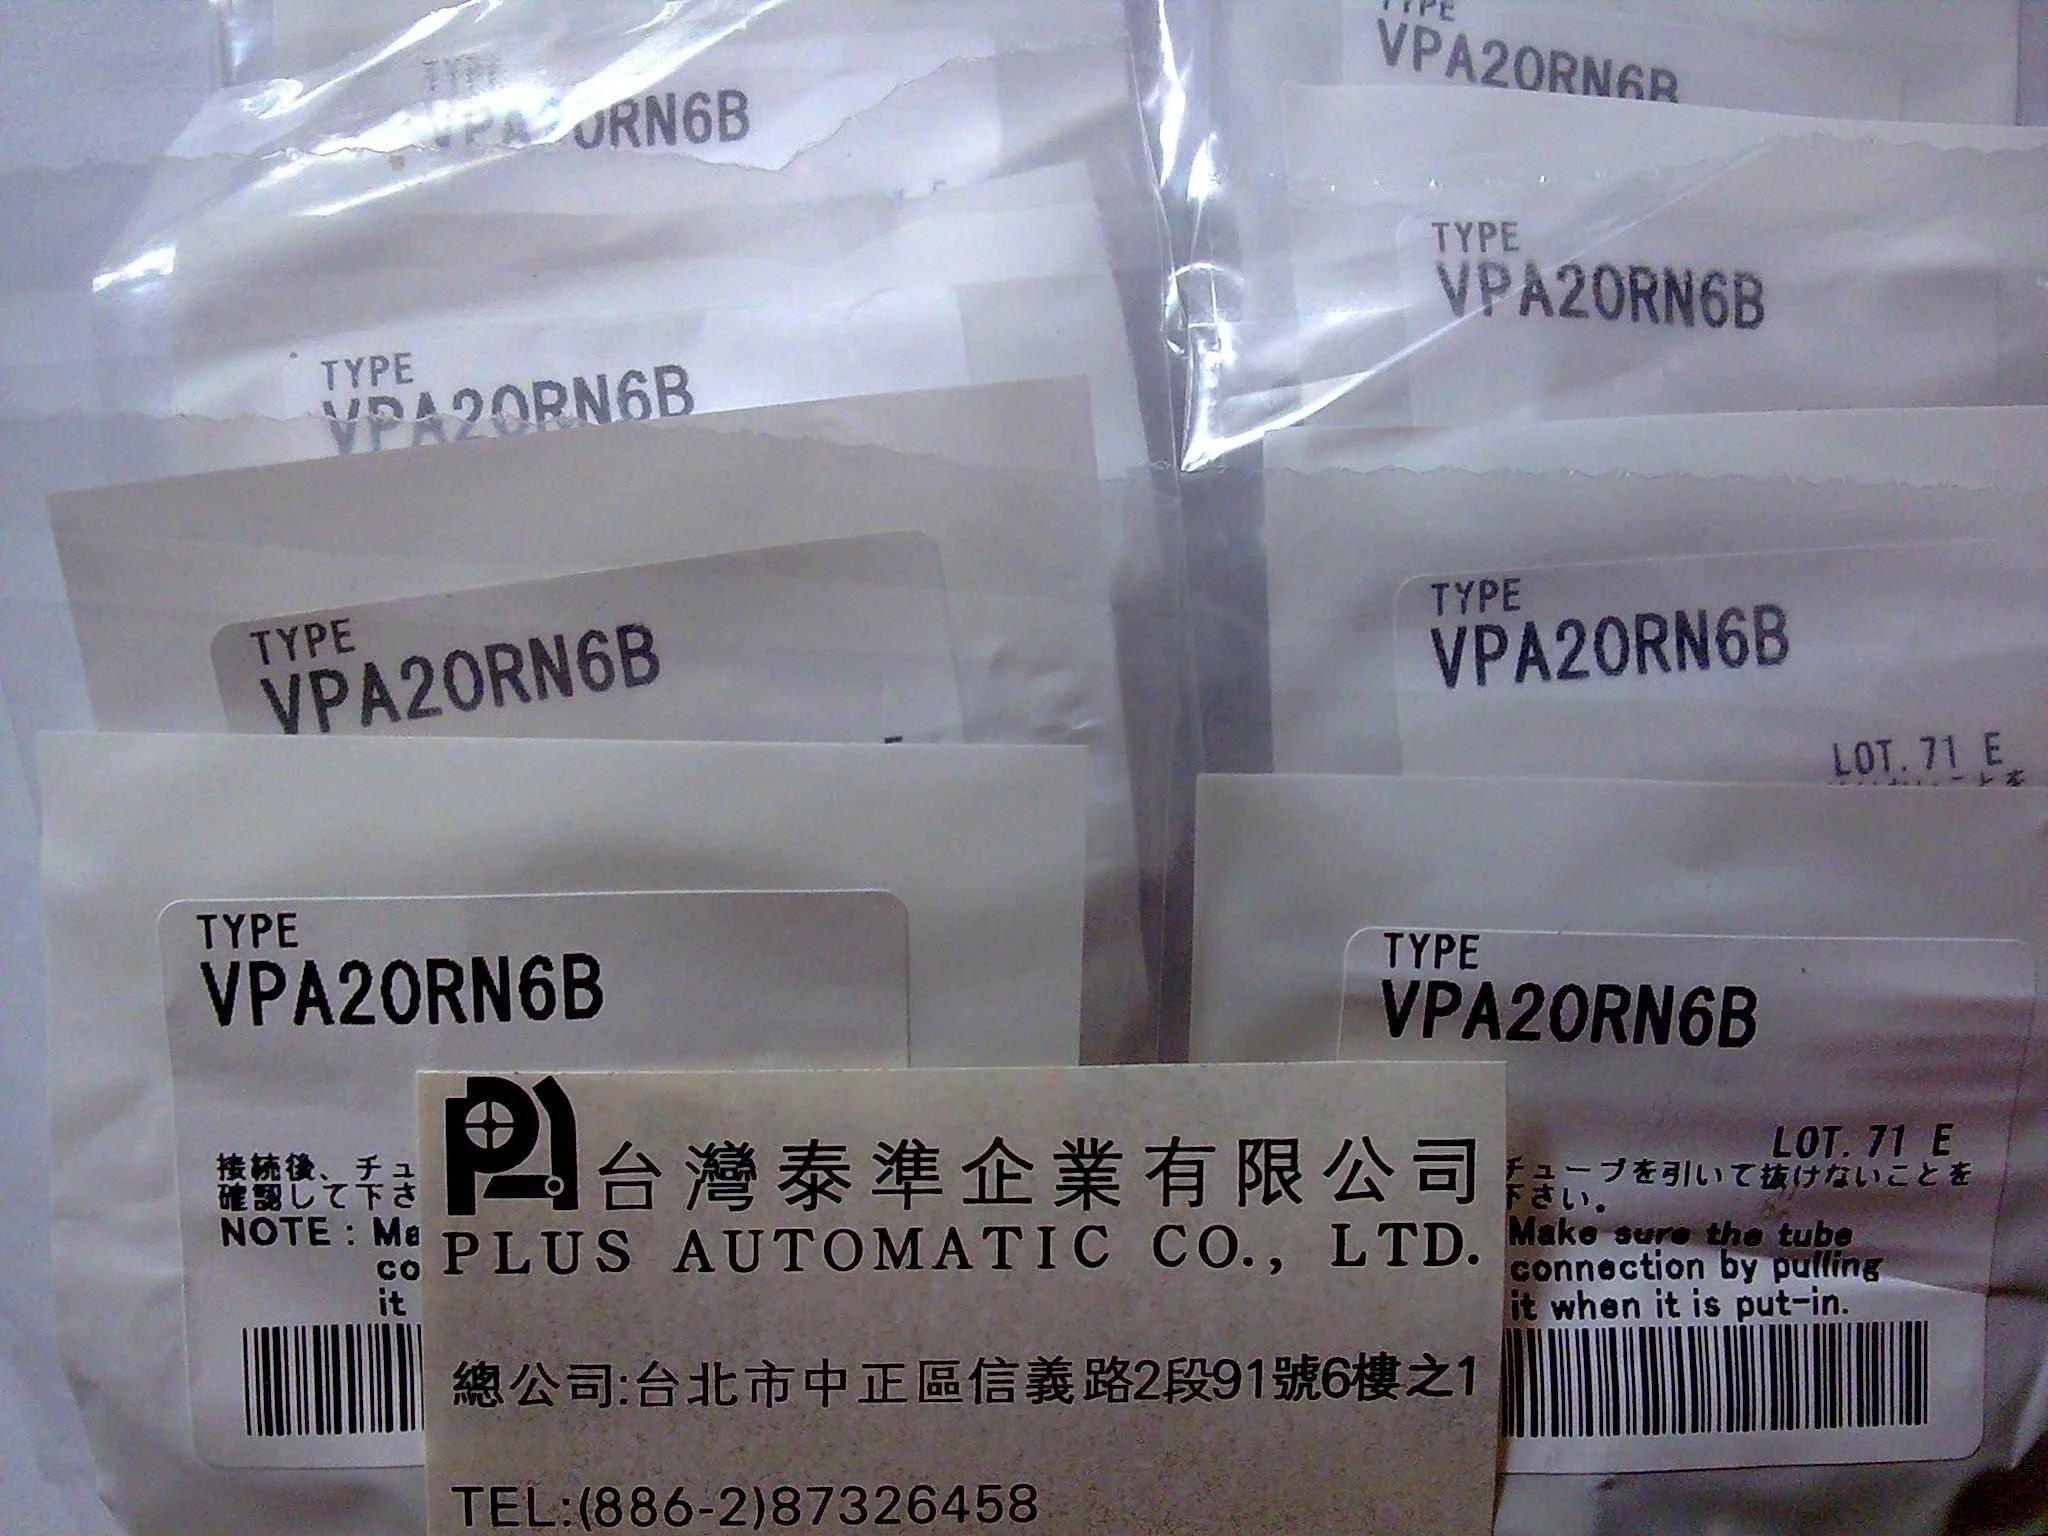 TYPE
VPA20RN6B
TYPE
VPA20RN6B
TYPE
VPA20RN6B
TYPE
VPA20RN6B
接続後、チュ
確認して下さ
NOTE : Ma
co
it
TYPE
VPA20RN6B
TYPE
VPA20RN6B
TYPE
VPA20RN6B
LOT. 71 E
TYPE
VPA20RN6B
LOT. 71 E
チューブを引いて抜けないことを
下さい。
Make sure the tube
connection by pulling
it when it is put-in.
PA
台灣泰準企業有限公司
PLUS AUTOMATIC CO., LTD.
總公司:台北市中正區信義路2段91號6樓之1
TEL:(886-2)87326458